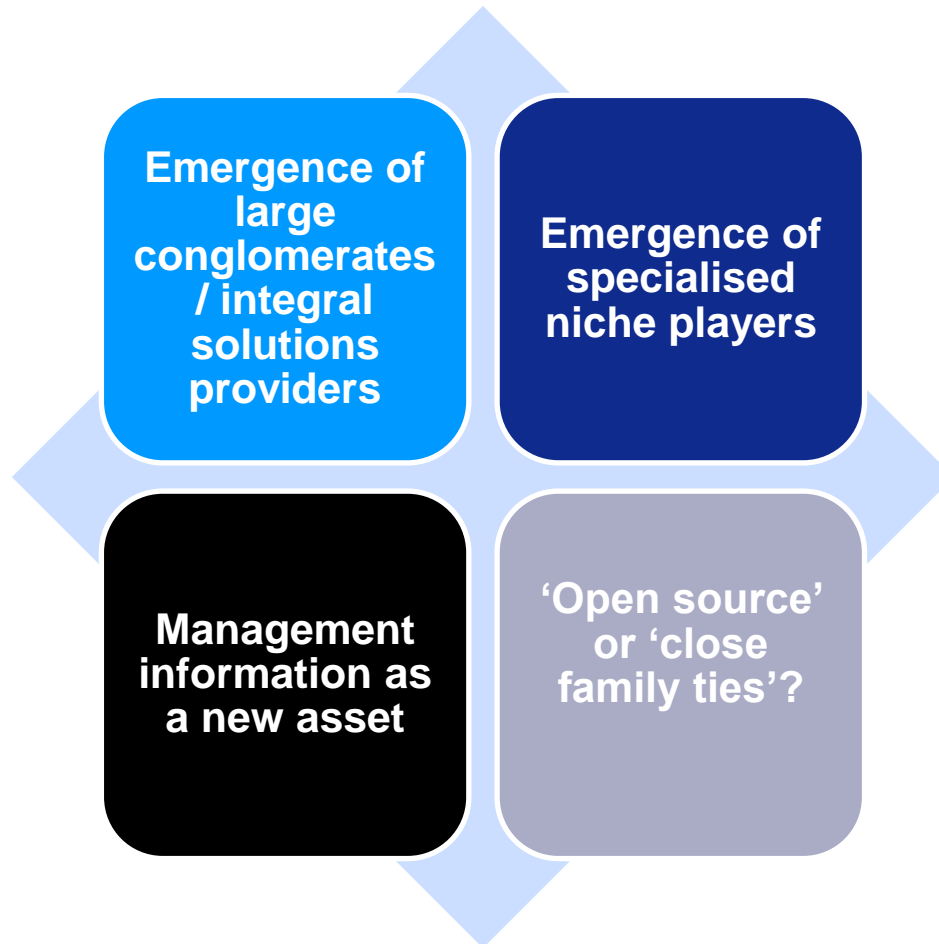 Emergence of
large
conglomerates
/ integral
solutions
providers
Emergence of
specialised
niche players
Management
information as
a new asset
‘Open source’
or ‘close
family ties’?